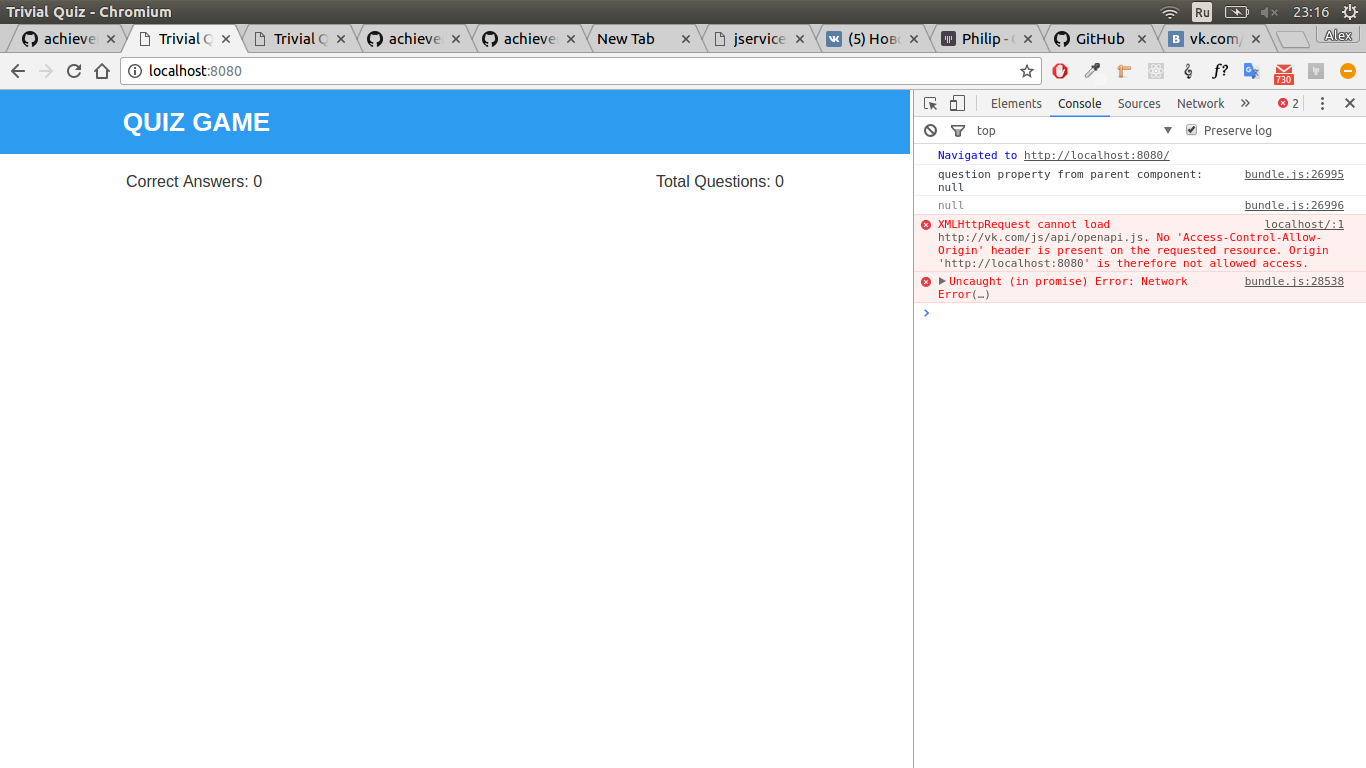 Trivial Quiz - Chromium
Ru
23:16
achieve
Trivial Q
Trivial Q
achieve
achieve
New Tab
jservice
(5) Нов
Philip -
GitHub
vk.com/
Alex
localhost:8080
f?
730
QUIZ GAME
Correct Answers: 0
Total Questions: 0
Elements
Console
Sources
Network
»
2
top
Preserve log
Navigated to http://localhost:8080/
question property from parent component: bundle.js:26995
null
null bundle.js:26996
XMLHttpRequest cannot load localhost/:1
http://vk.com/js/api/openapi.js. No 'Access-Control-Allow-
Origin' header is present on the requested resource. Origin
'http://localhost:8080' is therefore not allowed access.
Uncaught (in promise) Error: Network bundle.js:28538
Error(…)